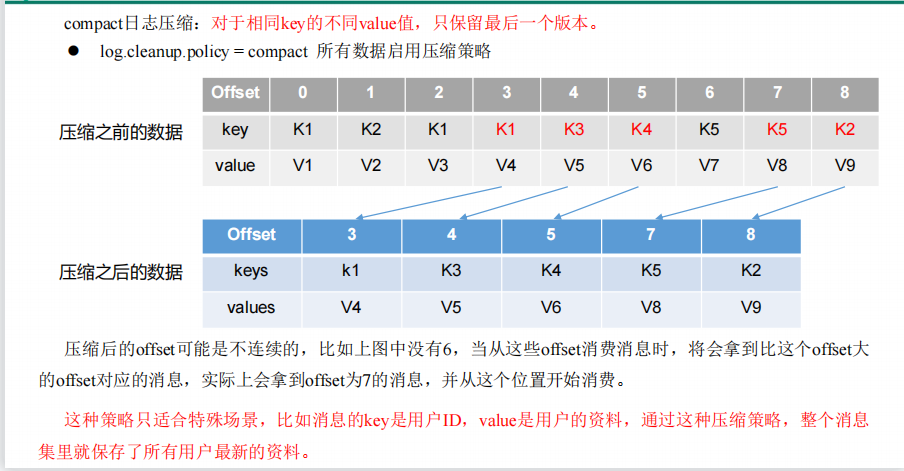 compact日志压缩：对于相同key的不同value值，只保留最后一个版本。
● log.cleanup.policy = compact 所有数据启用压缩策略
Offset 0 1 2 3 4 5 6 7 8
压缩之前的数据 key K1 K2 K1 K1 K3 K4 K5 K5 K2
value V1 V2 V3 V4 V5 V6 V7 V8 V9
Offset 3 4 5 7 8
压缩之后的数据 keys k1 K3 K4 K5 K2
values V4 V5 V6 V8 V9
压缩后的offset可能是不连续的，比如上图中没有6，当从这些offset消费消息时，将会拿到比这个offset大
的offset对应的消息，实际上会拿到offset为7的消息，并从这个位置开始消费。
这种策略只适合特殊场景，比如消息的key是用户ID，value是用户的资料，通过这种压缩策略，整个消息
集里就保存了所有用户最新的资料。